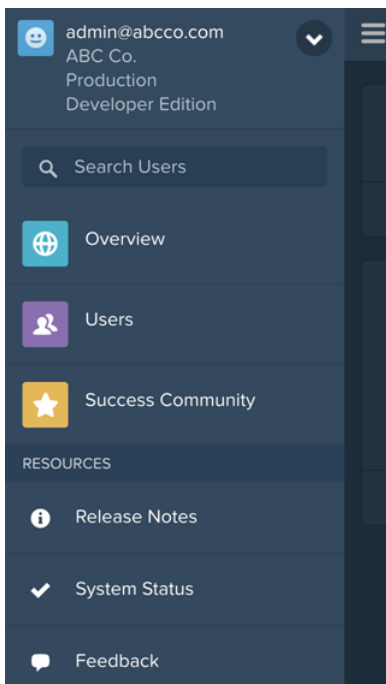 admin@abcco.com
ABC Co.
Production
Developer Edition
Search Users
Overview
Users
Success Community
RESOURCES
Release Notes
System Status
Feedback